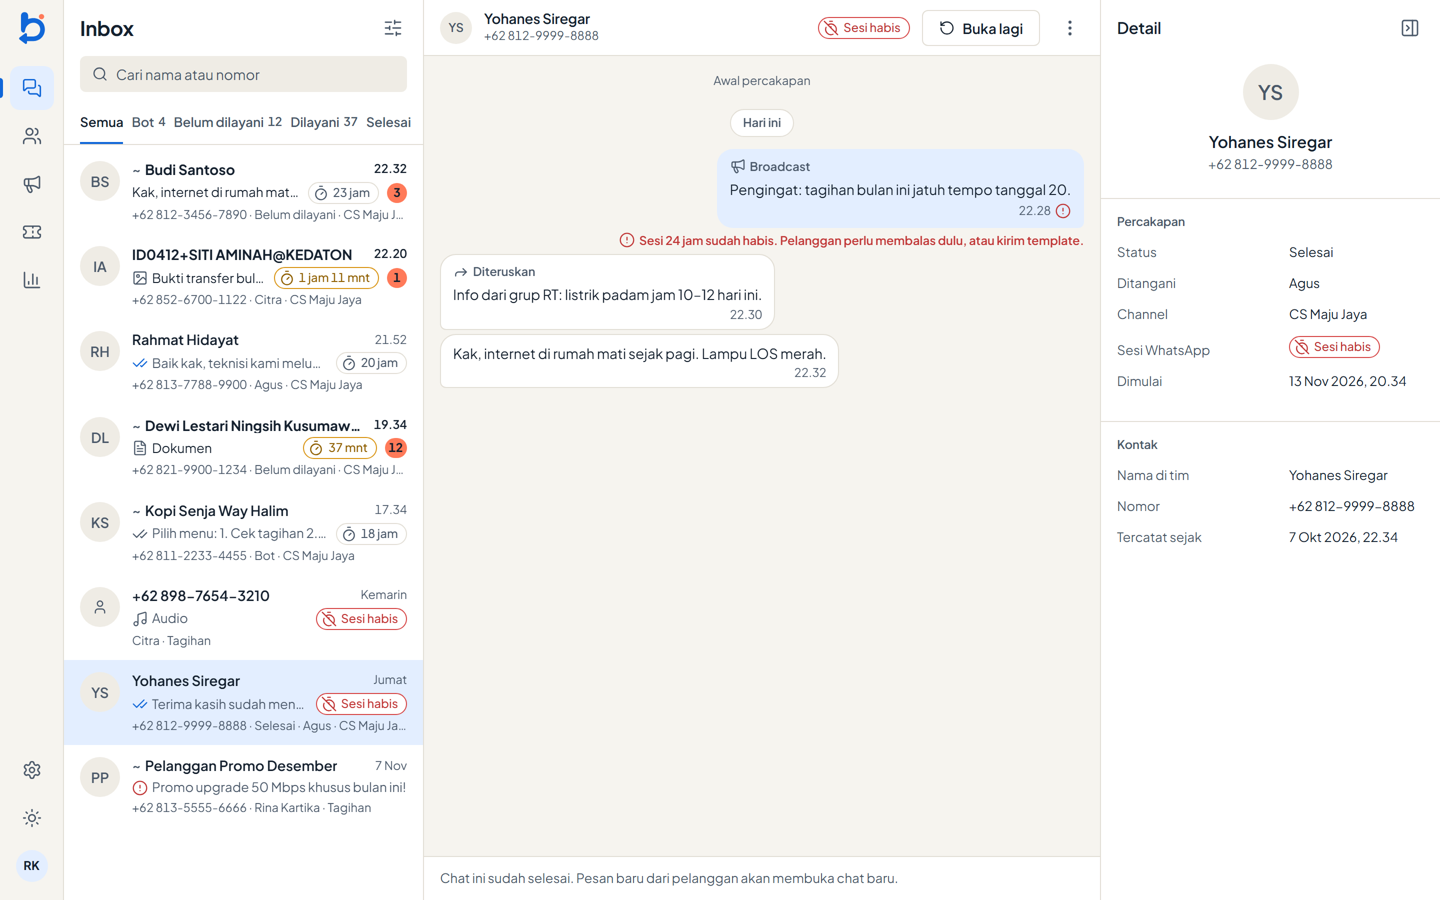 Inbox
Cari nama atau nomor
Semua Bot 4 Belum dilayani 12 Dilayani 37 Selesai
BS
~ Budi Santoso 22.32
Kak, internet di rumah mat... 23 jam 3
+62 812-3456-7890 · Belum dilayani · CS Maju J...
IA
ID0412+SITI AMINAH@KEDATON 22.20
Bukti transfer bul... 1 jam 11 mnt 1
+62 852-6700-1122 · Citra · CS Maju Jaya
RH
Rahmat Hidayat 21.52
Baik kak, teknisi kami melu... 20 jam
+62 813-7788-9900 · Agus · CS Maju Jaya
DL
~ Dewi Lestari Ningsih Kusumaw... 19.34
Dokumen 37 mnt 12
+62 821-9900-1234 · Belum dilayani · CS Maju J...
KS
~ Kopi Senja Way Halim 17.34
Pilih menu: 1. Cek tagihan 2.... 18 jam
+62 811-2233-4455 · Bot · CS Maju Jaya
+62 898-7654-3210 Kemarin
Audio Sesi habis
Citra · Tagihan
YS
Yohanes Siregar Jumat
Terima kasih sudah men... Sesi habis
+62 812-9999-8888 · Selesai · Agus · CS Maju Ja...
PP
~ Pelanggan Promo Desember 7 Nov
Promo upgrade 50 Mbps khusus bulan ini!
+62 813-5555-6666 · Rina Kartika · Tagihan
RK
YS
Yohanes Siregar
+62 812-9999-8888
Sesi habis
Buka lagi
Awal percakapan
Hari ini
Broadcast
Pengingat: tagihan bulan ini jatuh tempo tanggal 20.
22.28
Sesi 24 jam sudah habis. Pelanggan perlu membalas dulu, atau kirim template.
Diteruskan
Info dari grup RT: listrik padam jam 10–12 hari ini.
22.30
Kak, internet di rumah mati sejak pagi. Lampu LOS merah.
22.32
Chat ini sudah selesai. Pesan baru dari pelanggan akan membuka chat baru.
Detail
YS
Yohanes Siregar
+62 812-9999-8888
Percakapan
Status Selesai
Ditangani Agus
Channel CS Maju Jaya
Sesi WhatsApp Sesi habis
Dimulai 13 Nov 2026, 20.34
Kontak
Nama di tim Yohanes Siregar
Nomor +62 812-9999-8888
Tercatat sejak 7 Okt 2026, 22.34